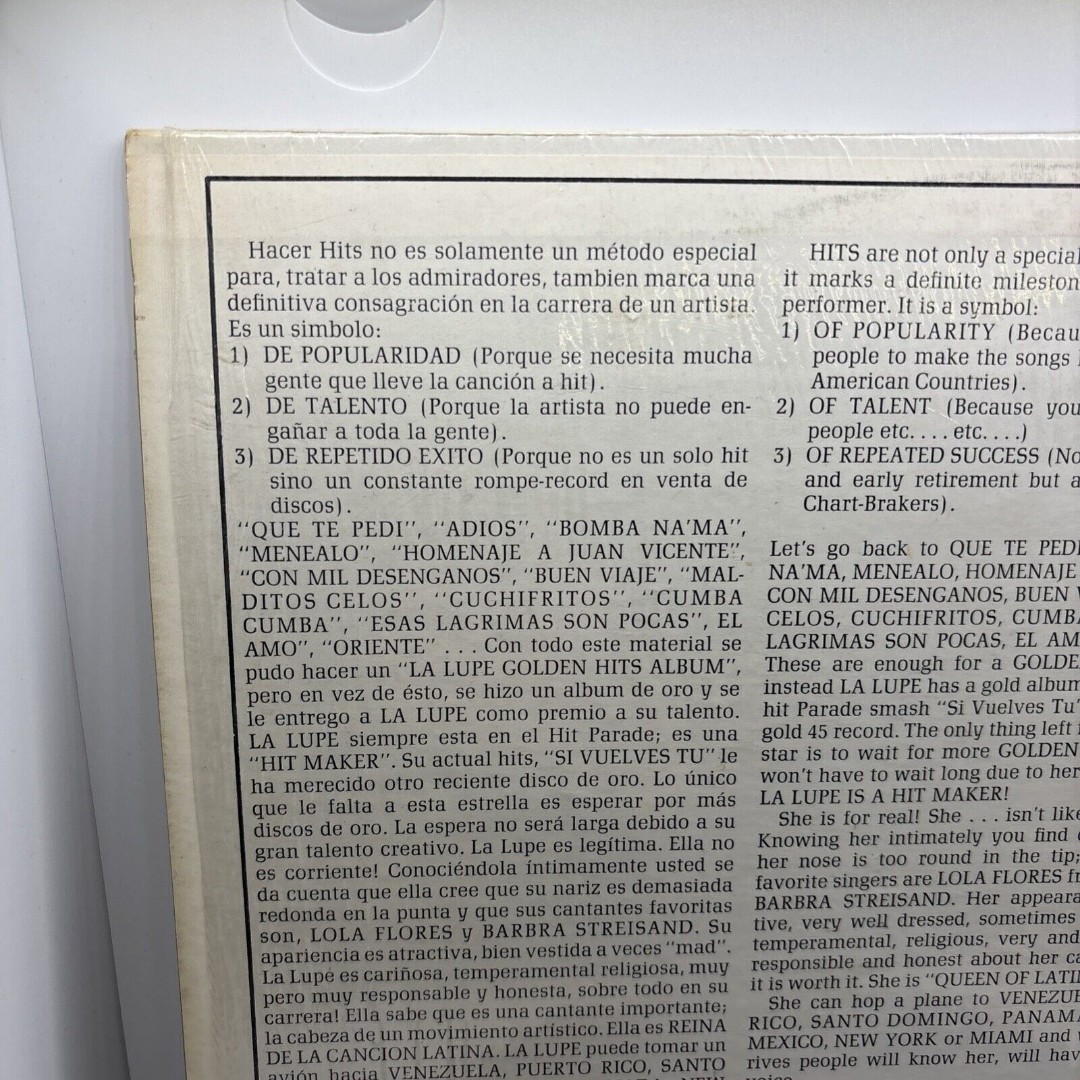 Hacer Hits no es solamente un método especial
para, tratar a los admiradores, tambien marca una
definitiva consagración en la carrera de un artista.
Es un simbolo:
1) DE POPULARIDAD (Porque se necesita mucha
gente que lleve la canción a hit).
2) DE TALENTO (Porque la artista no puede en-
gañar a toda la gente).
3) DE REPETIDO EXITO (Porque no es un solo hit
sino un constante rompe-record en venta de
discos).
"QUE TE PEDI", "ADIOS", "BOMBA NA'MA",
"MENEALO", "HOMENAJE A JUAN VICENTE",
"CON MIL DESENGANOS", "BUEN VIAJE", "MAL-
DITOS CELOS", "CUCHIFRITOS", "CUMBA
CUMBA", "ESAS LAGRIMAS SON POCAS", EL
AMO", "ORIENTE" . . . Con todo este material se
pudo hacer un "LA LUPE GOLDEN HITS ALBUM",
pero en vez de ésto, se hizo un album de oro y se
le entrego a LA LUPE como premio a su talento.
LA LUPE siempre esta en el Hit Parade; es una
"HIT MAKER". Su actual hits, "SI VUELVES TU" le
ha merecido otro reciente disco de oro. Lo único
que le falta a esta estrella es esperar por más
discos de oro. La espera no será larga debido a su
gran talento creativo. La Lupe es legítima. Ella no
es corriente! Conociéndola íntimamente usted se
da cuenta que ella cree que su nariz es demasiada
redonda en la punta y que sus cantantes favoritas
son, LOLA FLORES y BARBRA STREISAND. Su
apariencia es atractiva, bien vestida a veces "mad".
La Lupe es cariñosa, temperamental religiosa, muy
pero muy responsable y honesta, sobre todo en su
carrera! Ella sabe que es una cantante importante;
la cabeza de un movimiento artístico. Ella es REINA
DE LA CANCION LATINA. LA LUPE puede tomar un
avión hacia VENEZUELA, PUERTO RICO, SANTO
NEW
HITS are not only a special
it marks a definite mileston
performer. It is a symbol:
1) OF POPULARITY (Becau
people to make the songs
American Countries).
2) OF TALENT (Because you
people etc. . . . etc. . . .)
3) OF REPEATED SUCCESS (No
and early retirement but a
Chart-Brakers).
Let's go back to QUE TE PEDI
NA'MA, MENEALO, HOMENAJE
CON MIL DESENGANOS, BUEN V
CELOS, CUCHIFRITOS, CUMBA
LAGRIMAS SON POCAS, EL AM
These are enough for a GOLDE
instead LA LUPE has a gold album
hit Parade smash "Si Vuelves Tu"
gold 45 record. The only thing left
star is to wait for more GOLDEN
won't have to wait long due to her
LA LUPE IS A HIT MAKER!
She is for real! She . . . isn't like
Knowing her intimately you find
her nose is too round in the tip;
favorite singers are LOLA FLORES fr
BARBRA STREISAND. Her appeara
tive, very well dressed, sometimes
temperamental, religious, very and
responsible and honest about her ca
it is worth it. She is "QUEEN OF LATI
She can hop a plane to VENEZUE
RICO, SANTO DOMINGO, PANAMA
MEXICO, NEW YORK or MIAMI and
rives people will know her, will hav
voice